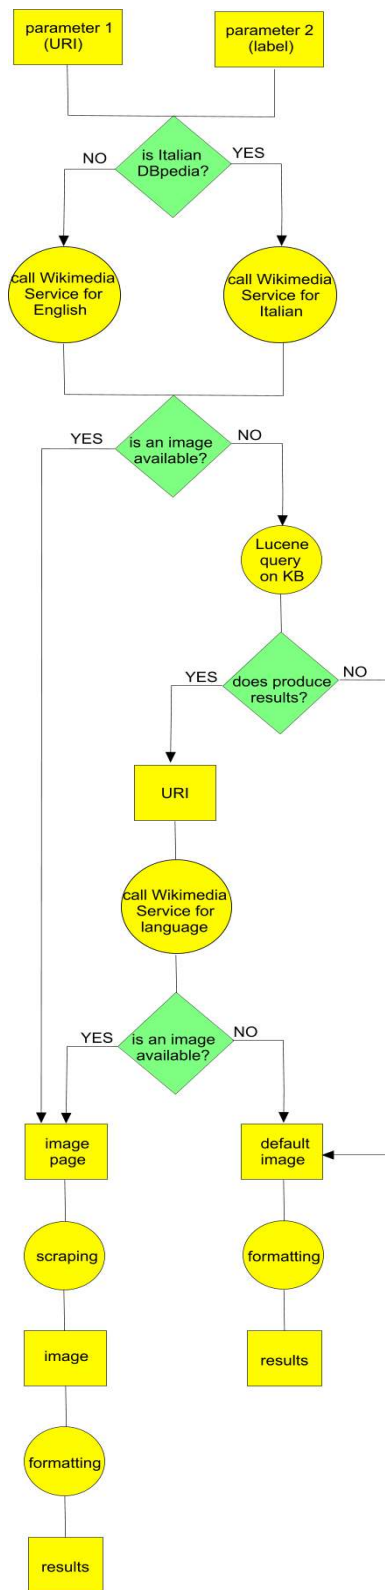 parameter 1
(URI)
parameter 2
(label)
is Italian
DBpedia?
NO
YES
call Wikimedia
Service for
English
call Wikimedia
Service for
Italian
YES
is an image
available?
NO
Lucene
query
on KB
YES
does produce
results?
NO
URI
call Wikimedia
Service for
language
YES
is an image
available?
NO
image
page
default
image
scraping
formatting
image
results
formatting
results